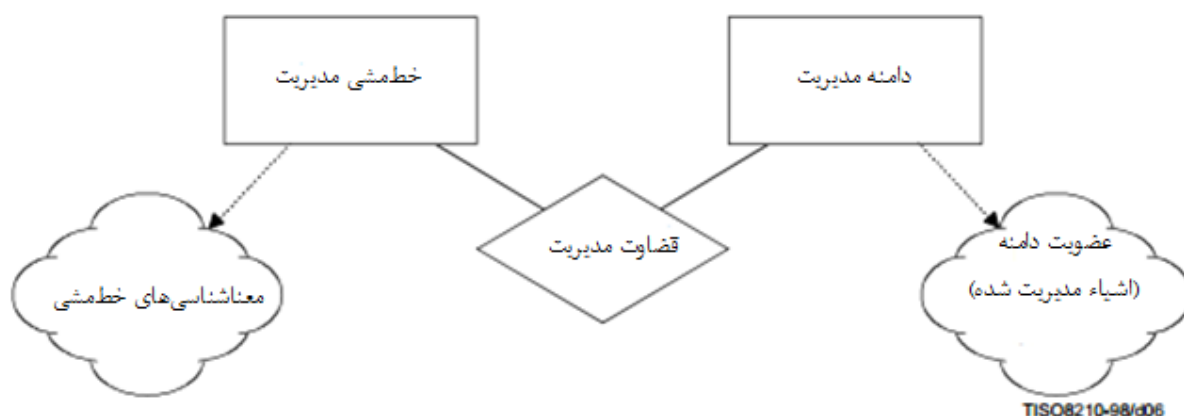 دامنه مدیریت
خط‌مشی مدیریت
قضاوت مدیریت
عضویت دامنه
(اشیاء مدیریت شده)
معناشناسی‌های خط‌مشی
TISO8210-98/d06